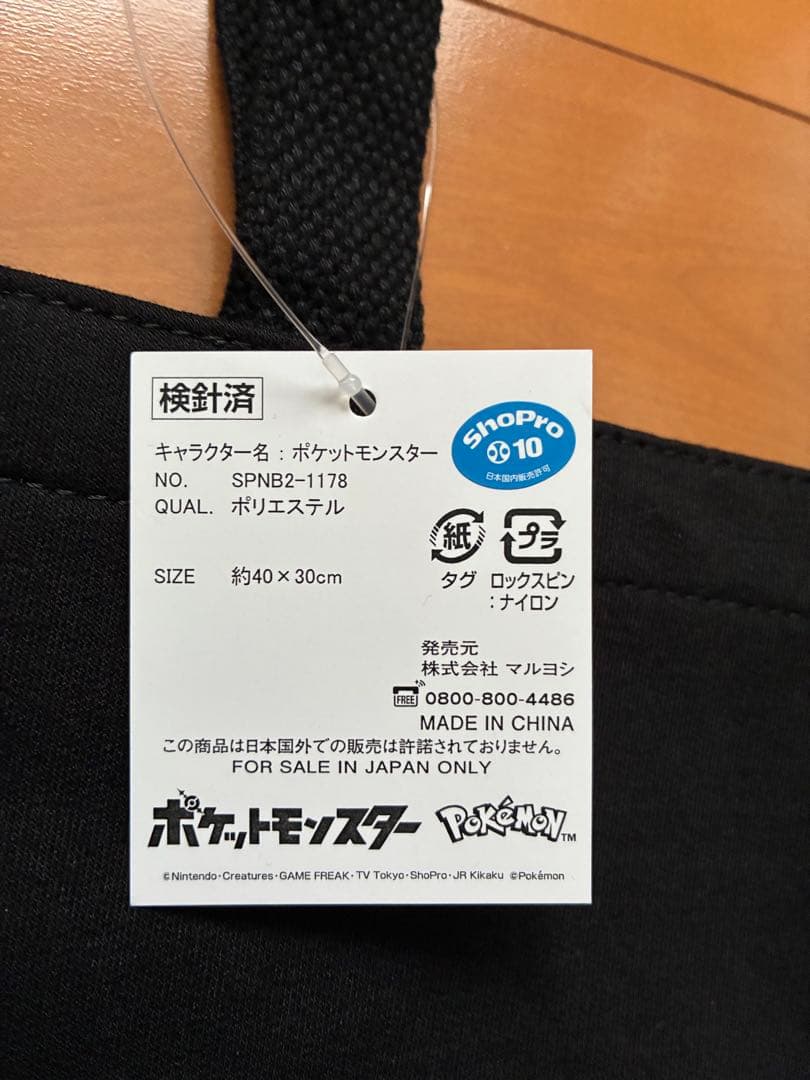 検針済
ShoPro
10
日本国内販売許可
キャラクター名：ポケットモンスター
NO. SPNB2-1178
QUAL. ポリエステル
SIZE 約40×30cm
紙
タグ
プラ
ロックスピン
：ナイロン
発売元
株式会社 マルヨシ
FREE 0800-800-4486
MADE IN CHINA
この商品は日本国外での販売は許諾されておりません。
FOR SALE IN JAPAN ONLY
ポケットモンスター POKéMON™
©Nintendo・Creatures・GAME FREAK・TV Tokyo・ShoPro・JR Kikaku ©Pokémon